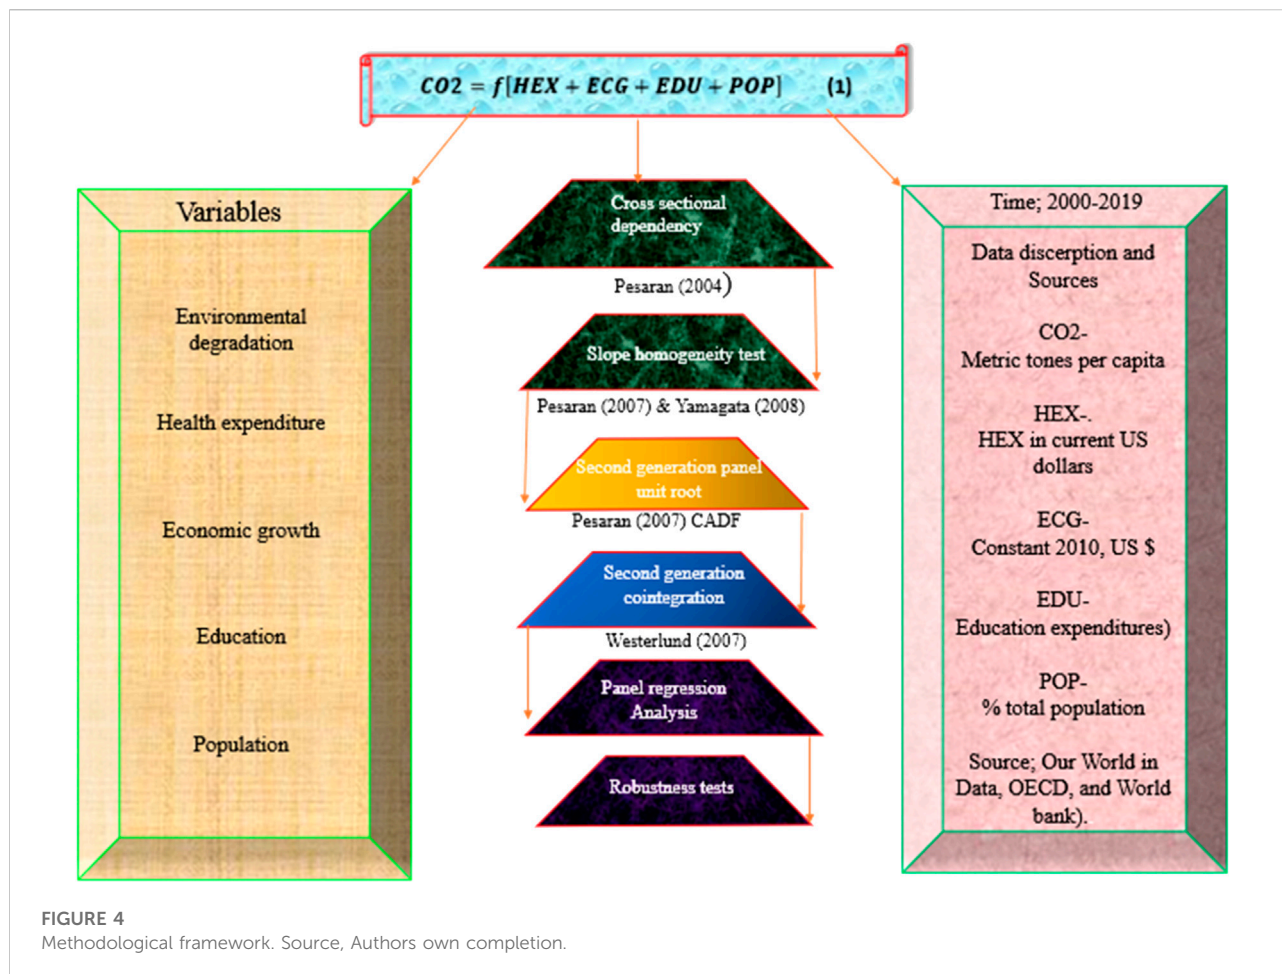 CO2 = f[HEX + ECG + EDU + POP] (1)
Variables
Environmental
degradation
Health expenditure
Economic growth
Education
Population
Cross sectional
dependency
Pesaran (2004)
Slope homogeneity test
Pesaran (2007) & Yamagata (2008)
Second generation panel
unit root
Pesaran (2007) CADF
Second generation
cointegration
Westerlund (2007)
Panel regression
Analysis
Robustness tests
Time; 2000-2019
Data discerption and
Sources
CO2-
Metric tones per capita
HEX-.
HEX in current US
dollars
ECG-
Constant 2010, US $
EDU-
Education expenditures)
POP-
% total population
Source; Our World in
Data, OECD, and World
bank).
FIGURE 4
Methodological framework. Source, Authors own completion.